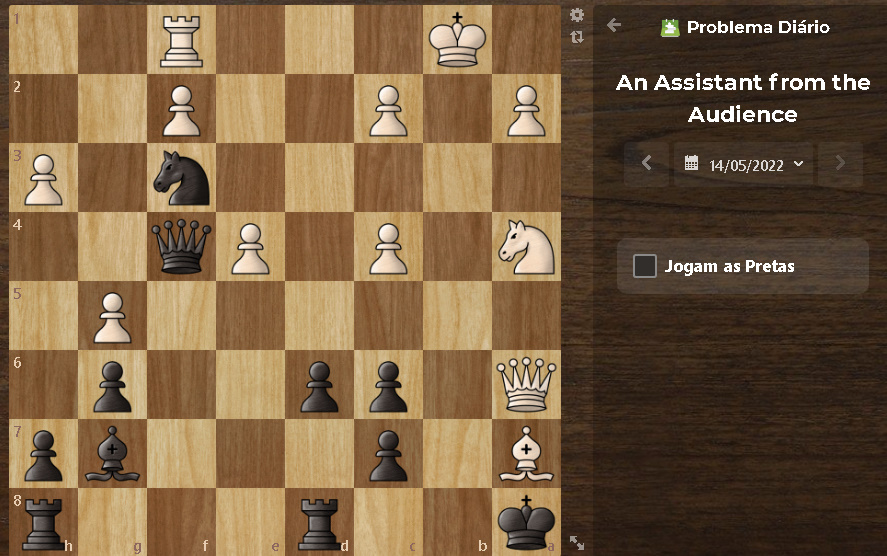 1
2
3
4
5
6
7
8
h g f e d c b a
Problema Diário
An Assistant from the
Audience
14/05/2022
Jogam as Pretas